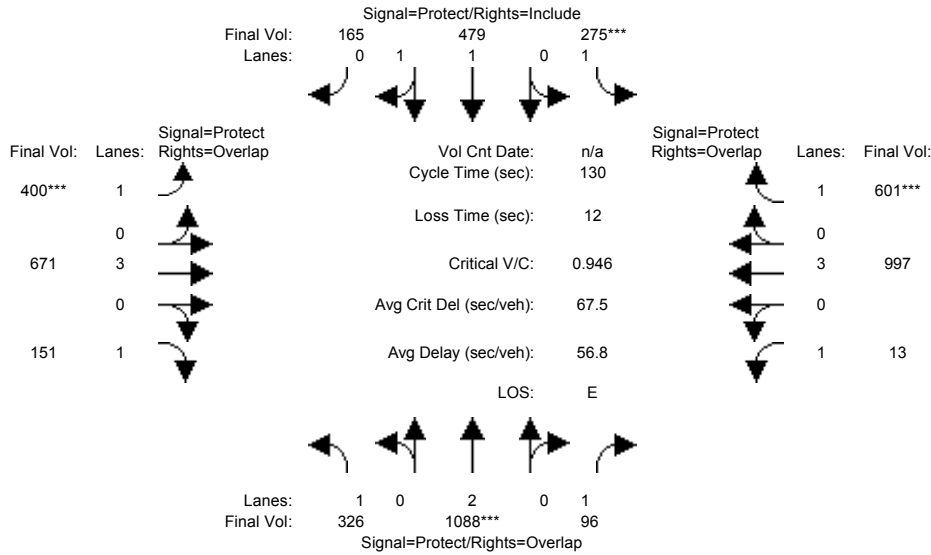 Signal=Protect/Rights=Include
Final Vol: 165 479 275***
Lanes: 0 1 1 0 1
Signal=Protect Signal=Protect
Final Vol: Lanes: Rights=Overlap Vol Cnt Date: n/a Rights=Overlap Lanes: Final Vol:
Cycle Time (sec): 130
400*** 1 1 601***
Loss Time (sec): 12
0 0
671 3 Critical V/C: 0.946 3 997
0 Avg Crit Del (sec/veh): 67.5 0
151 1 Avg Delay (sec/veh): 56.8 1 13
LOS: E
Lanes: 1 0 2 0 1
Final Vol: 326 1088*** 96
Signal=Protect/Rights=Overlap